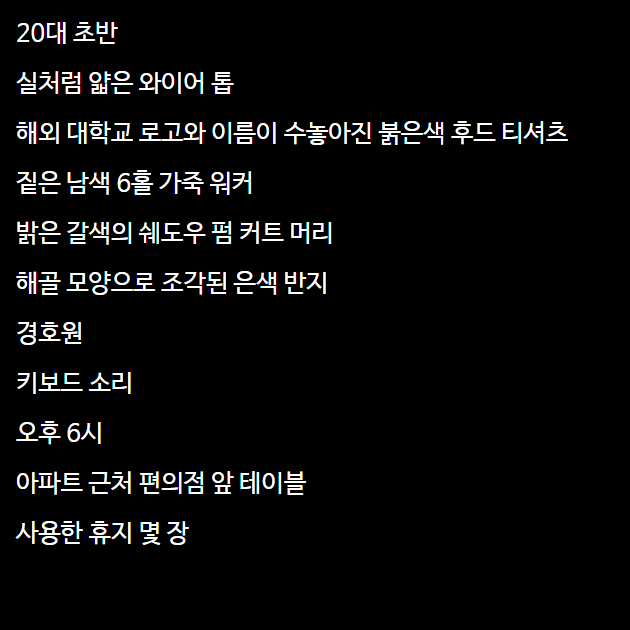 20대 초반
실처럼 얇은 와이어 톱
해외 대학교 로고와 이름이 수놓아진 붉은색 후드 티셔츠
짙은 남색 6홀 가죽 워커
밝은 갈색의 쉐도우 펌 커트 머리
해골 모양으로 조각된 은색 반지
경호원
키보드 소리
오후 6시
아파트 근처 편의점 앞 테이블
사용한 휴지 몇 장